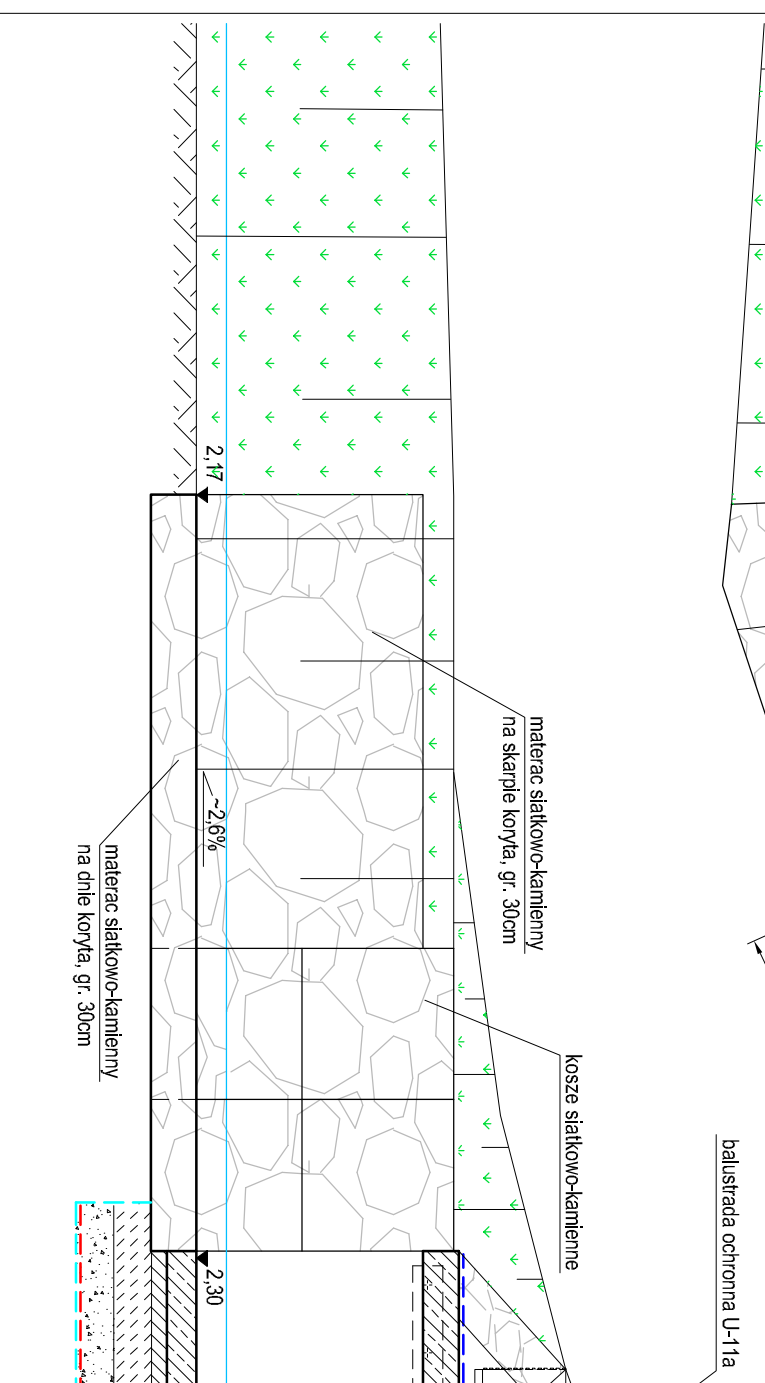 2,17
materac siatkowo-kamienny
na skarpie koryta, gr. 30cm
~2,6%
materac siatkowo-kamienny
na dnie koryta, gr. 30cm
kosze siatkowo-kamienne
balustrada ochronna U-11a
2,30